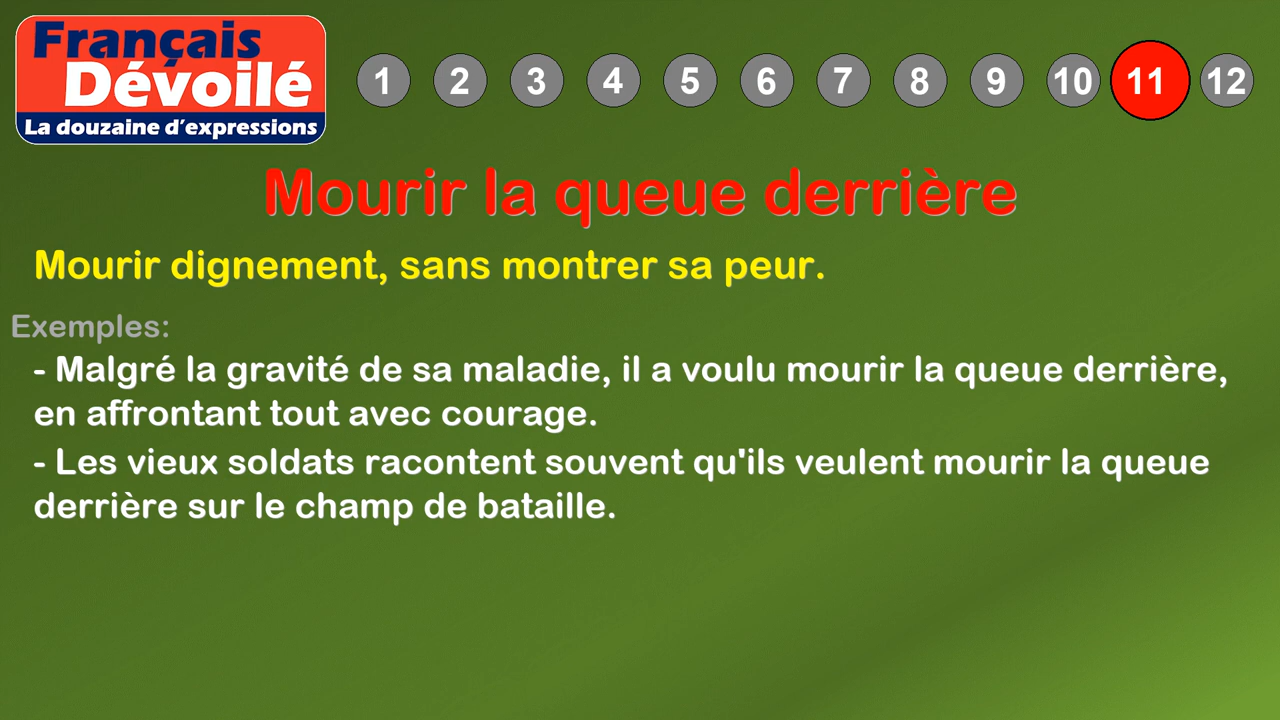 Français
Dévoilé
La douzaine d'expressions
1 2 3 4 5 6 7 8 9 10 11 12
Mourir la queue derrière
Mourir dignement, sans montrer sa peur.
Exemples:
- Malgré la gravité de sa maladie, il a voulu mourir la queue derrière,
en affrontant tout avec courage.
- Les vieux soldats racontent souvent qu'ils veulent mourir la queue
derrière sur le champ de bataille.